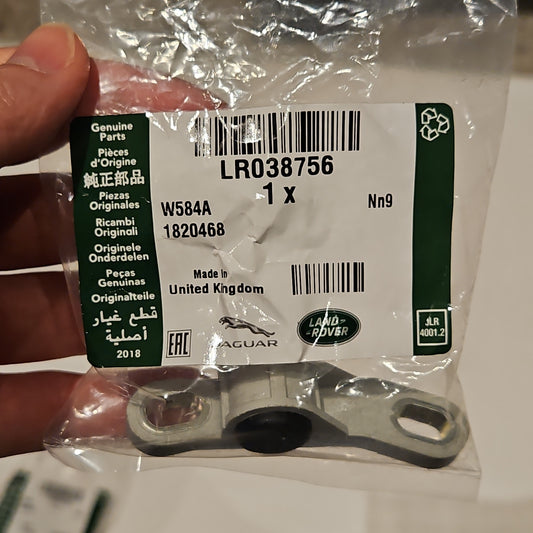 Genuine
Parts
Pièces
d'Origine
純正部品
Piezas
Originales
Ricambi
Originali
Originele
Onderdelen
Peças
Genuinas
Originalteile
قطع غيار
أصلية
2018
LR038756
1 x
W584A
1820468
Nn9
Made in
United Kingdom
EAC
JAGUAR
LAND-
-ROVER
JLR
4001.2